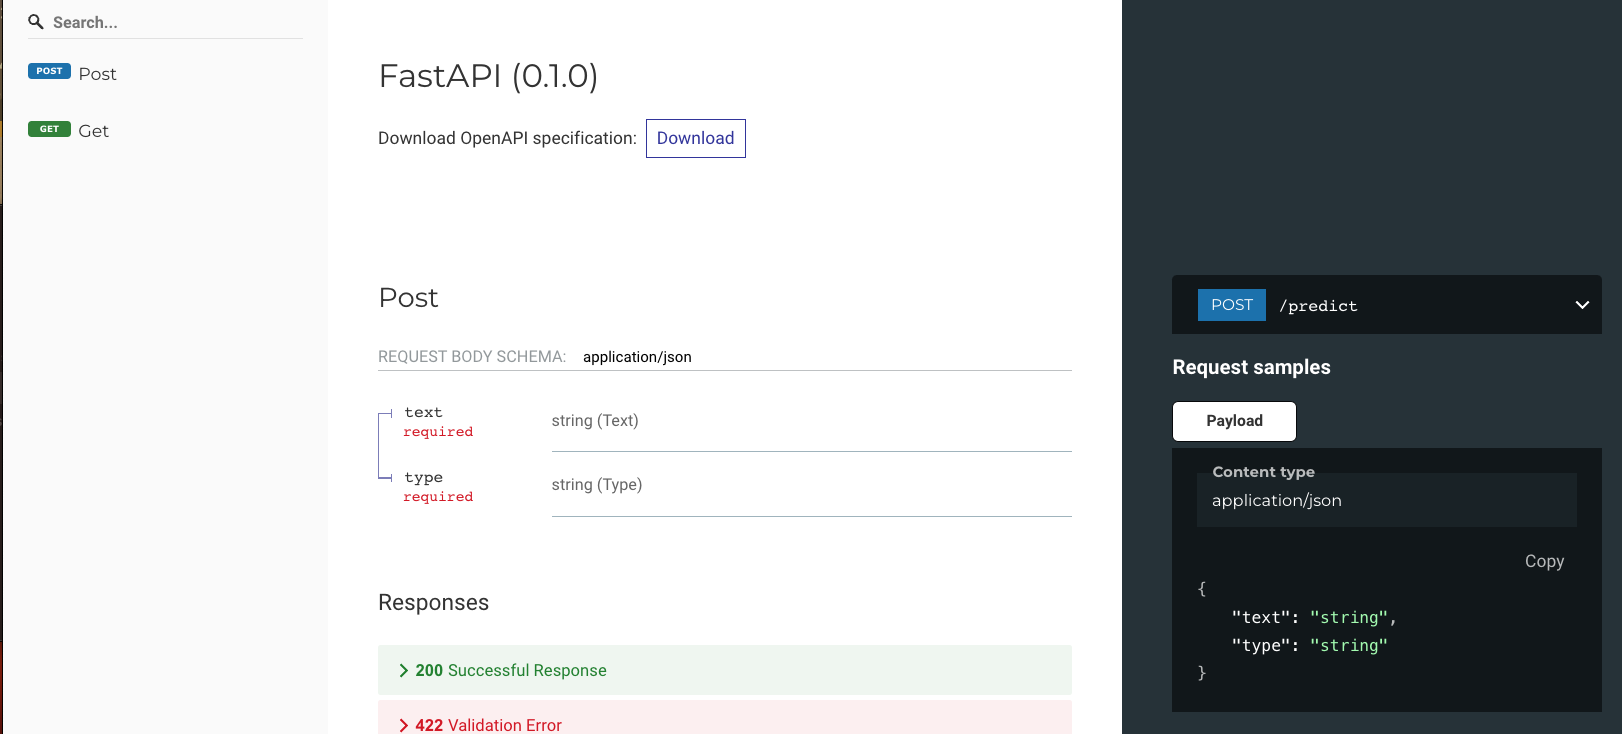 Search...
POST Post
GET Get
FastAPI (0.1.0)
Download OpenAPI specification: Download
Post
REQUEST BODY SCHEMA: application/json
text
required
string (Text)
type
required
string (Type)
Responses
200 Successful Response
422 Validation Error
POST /predict
Request samples
Payload
Content type
application/json
Copy
{
"text": "string",
"type": "string"
}